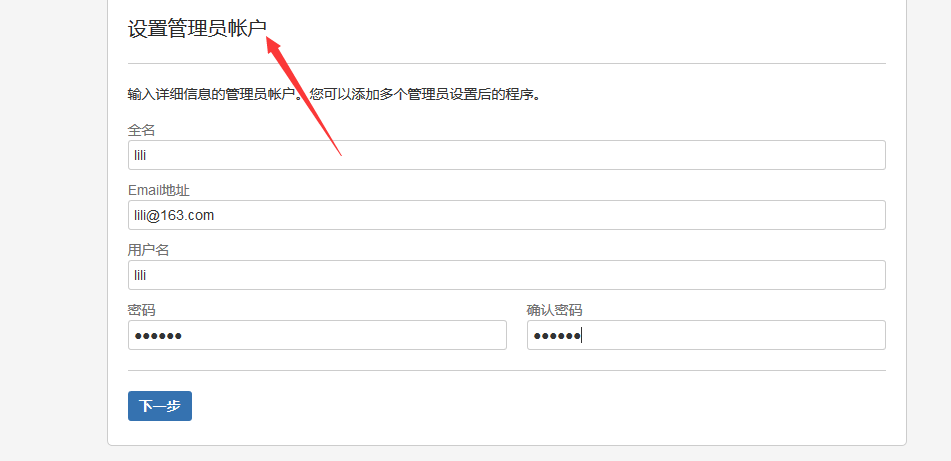 设置管理员帐户
输入详细信息的管理员帐户。您可以添加多个管理员设置后的程序。
全名
lili
Email地址
lili@163.com
用户名
lili
密码 确认密码
●●●●●● ●●●●●●
下一步